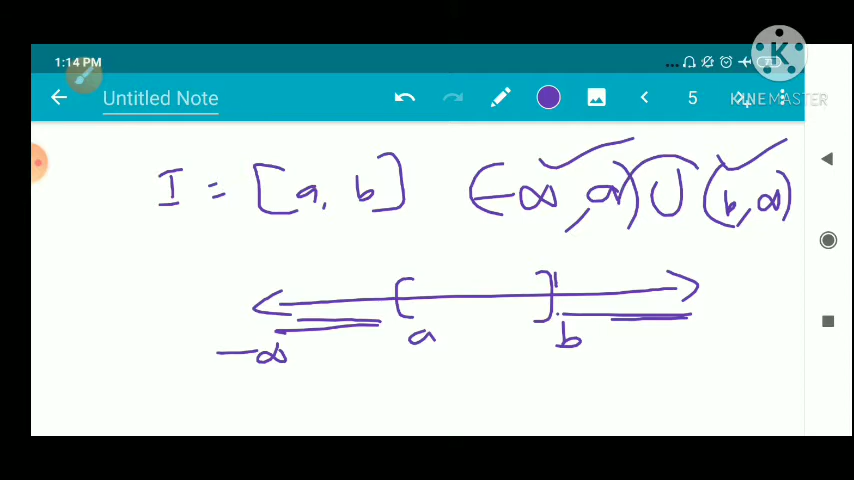 1:14 PM
Untitled Note
5
K
KINEMASTER
I = [a, b] (-∞, a) ∪ (b, ∞)
a b
-∞